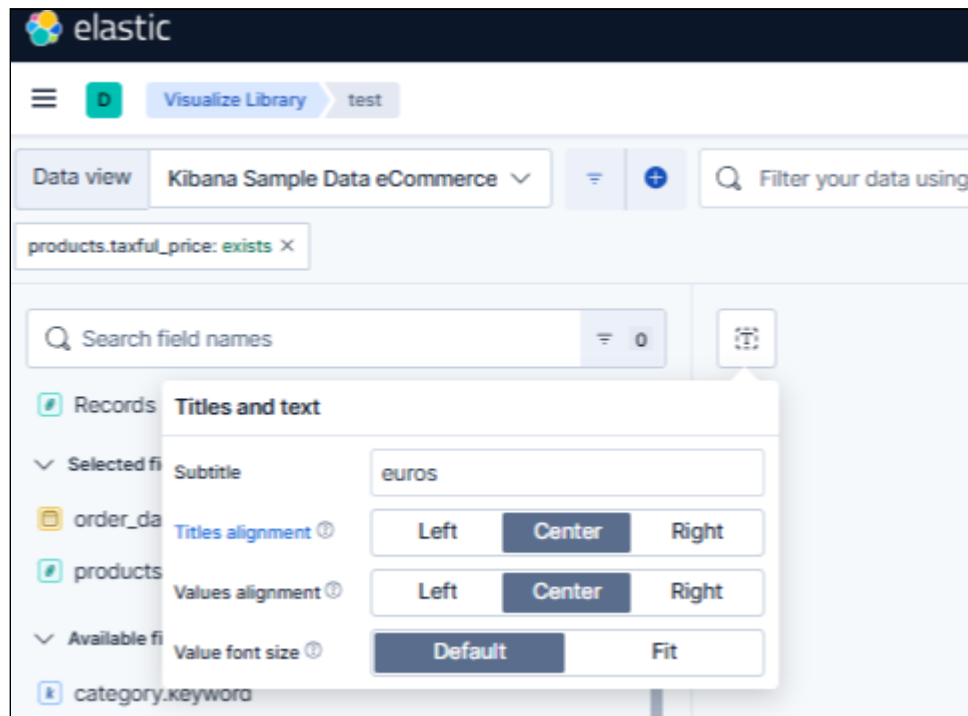 elastic
D Visualize Library test
Data view Kibana Sample Data eCommerce Filter your data using
products.taxful_price: exists ×
Search field names 0
Records
Titles and text
Selected fi
Subtitle euros
order_da
Titles alignment Left Center Right
products
Values alignment Left Center Right
Available fi
Value font size Default Fit
category.keyword